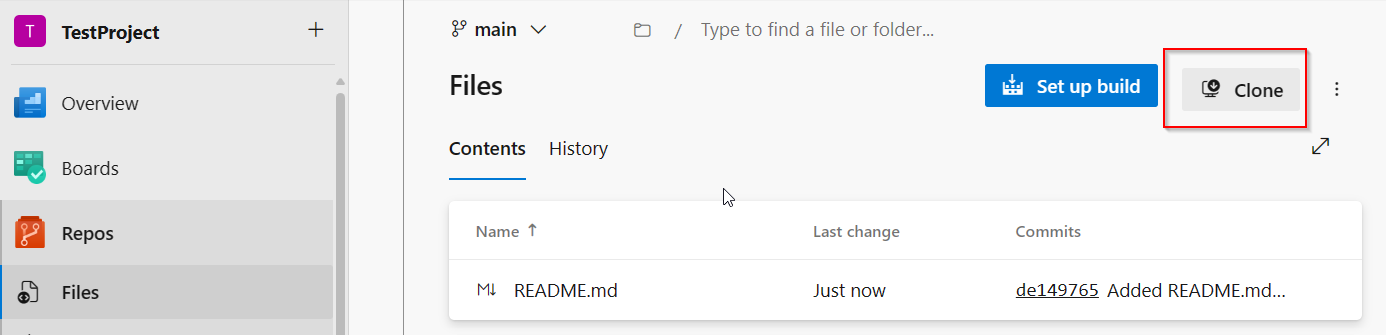 T TestProject +
Overview
Boards
Repos
Files
main
/ Type to find a file or folder...
Files
Set up build
Clone
Contents History
Name ↑ Last change Commits
M↓ README.md Just now de149765 Added README.md...